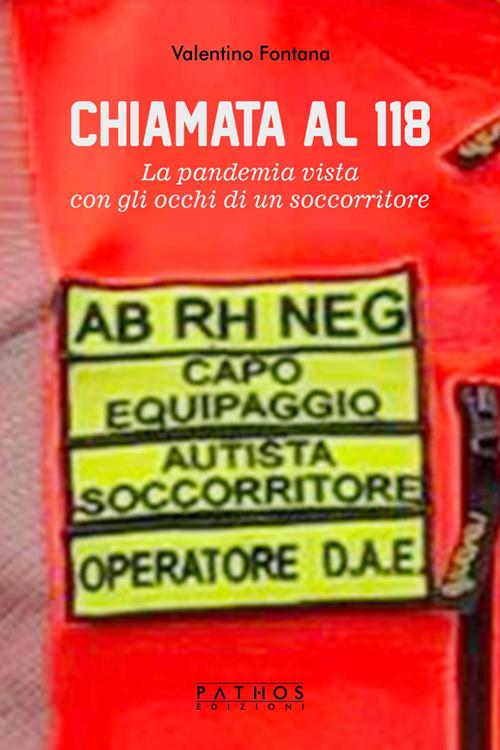 Valentino Fontana
CHIAMATA AL 118
La pandemia vista
con gli occhi di un soccorritore
AB RH NEG
CAPO
EQUIPAGGIO
AUTISTA
SOCCORRITORE
OPERATORE D.A.E.
PATHOS
EDIZIONI